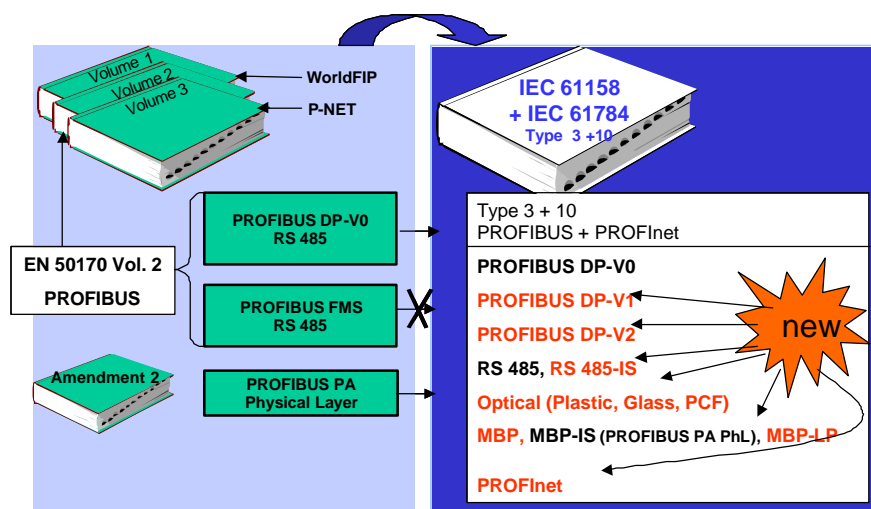 Volume 1
Volume 2
Volume 3
WorldFIP
P-NET
EN 50170 Vol. 2
PROFIBUS
PROFIBUS DP-V0
RS 485
PROFIBUS FMS
RS 485
Amendment 2
PROFIBUS PA
Physical Layer
IEC 61158
+ IEC 61784
Type 3 +10
Type 3 + 10
PROFIBUS + PROFInet
PROFIBUS DP-V0
PROFIBUS DP-V1
PROFIBUS DP-V2
RS 485, RS 485-IS
Optical (Plastic, Glass, PCF)
MBP, MBP-IS (PROFIBUS PA PhL), MBP-LP
PROFInet
new